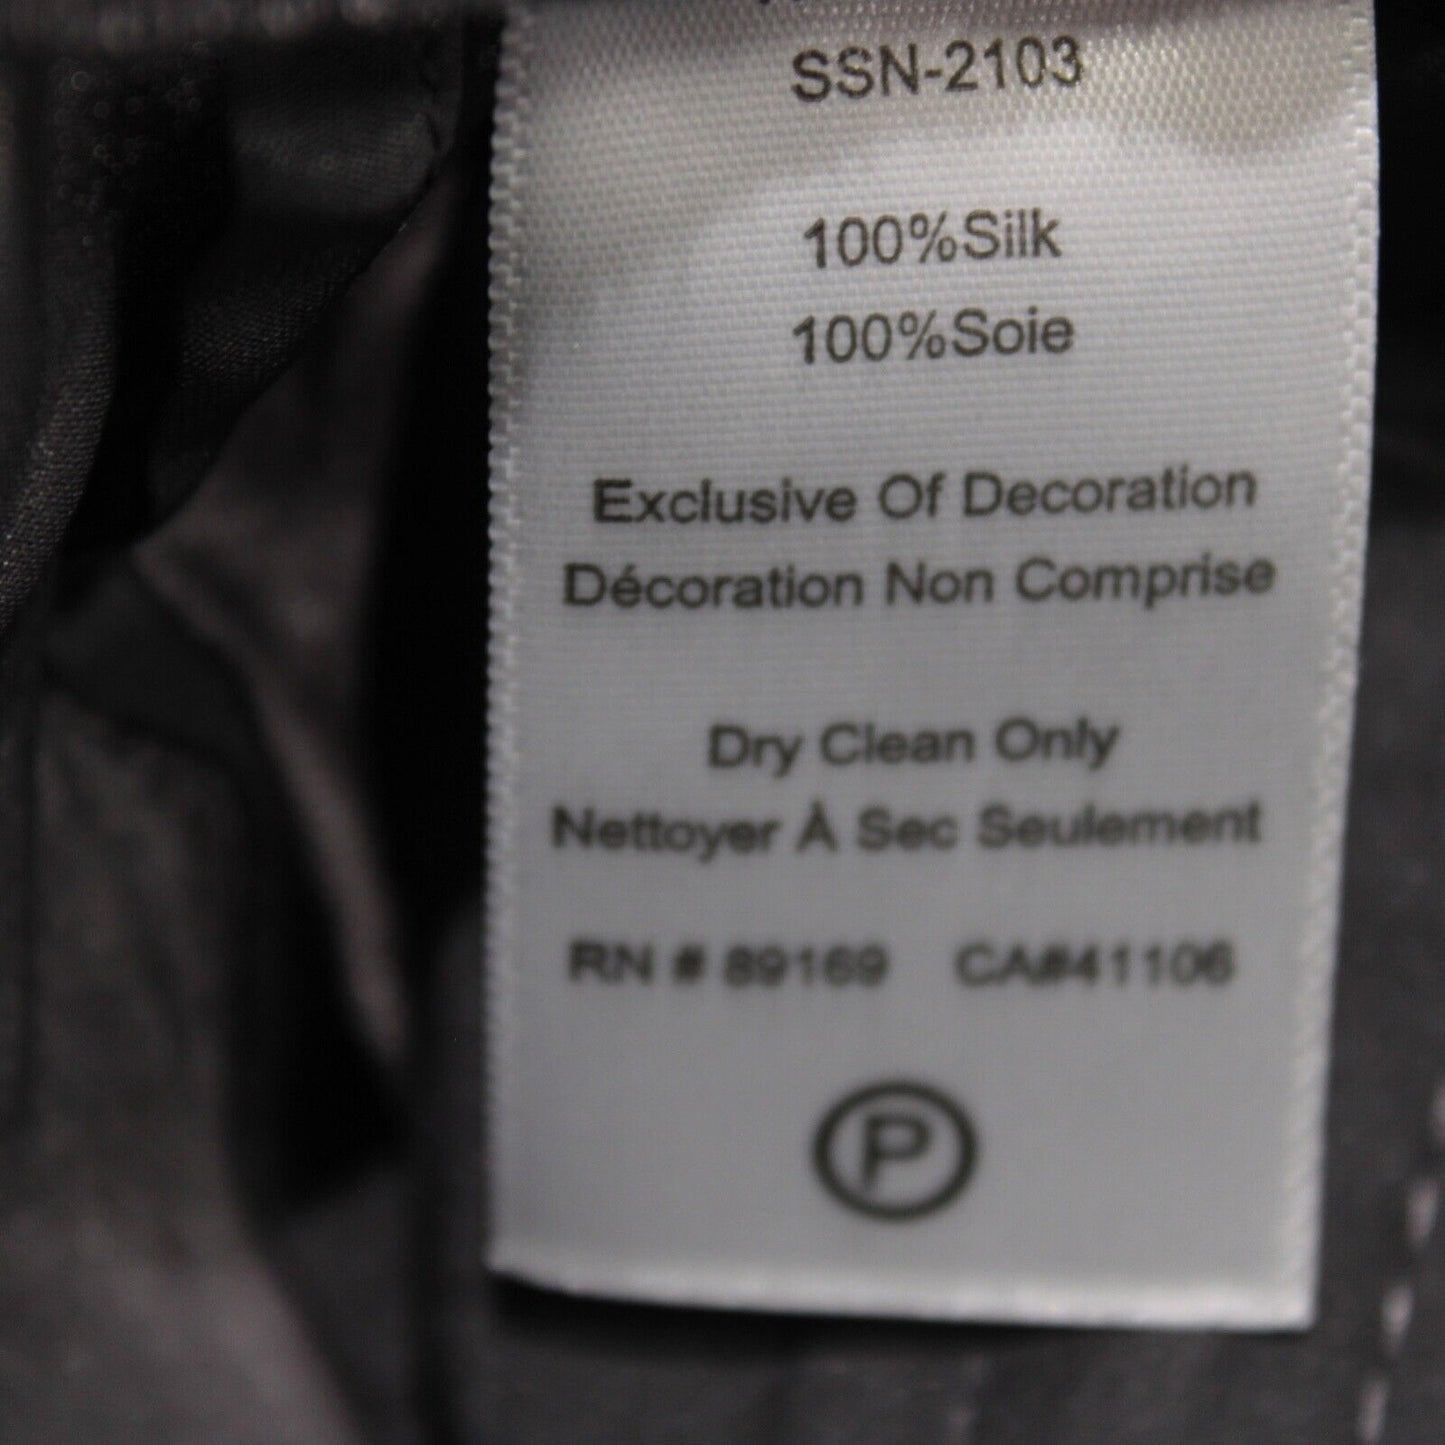 SSN-2103
100%Silk
100%Soie
Exclusive Of Decoration
Décoration Non Comprise
Dry Clean Only
Nettoyer À Sec Seulement
RN # 89169 CA#41106
P